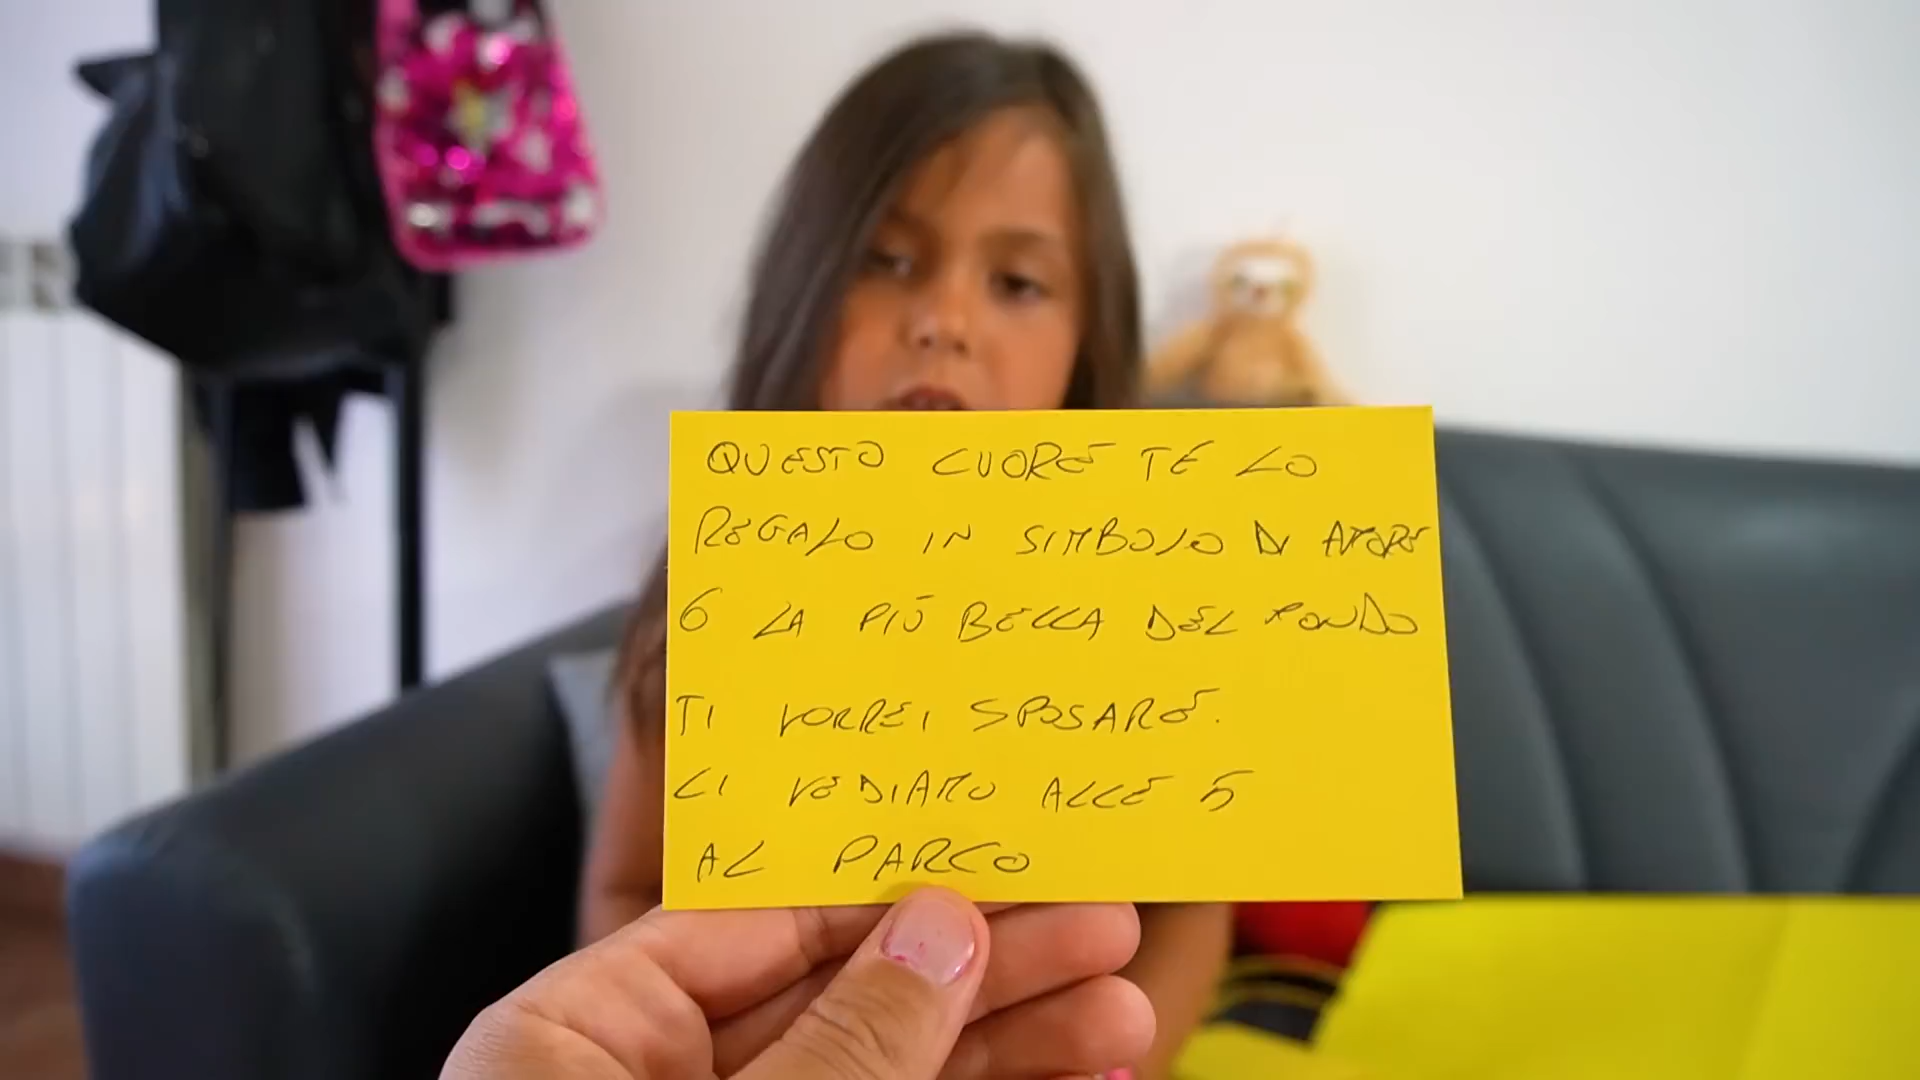 QUESTO CUORE TE LO
REGALO IN SIMBOLO DI AMORE
6 LA PIÙ BELLA DEL MONDO
TI VORREI SPOSARE.
CI VEDIAMO ALLE 5
AL PARCO